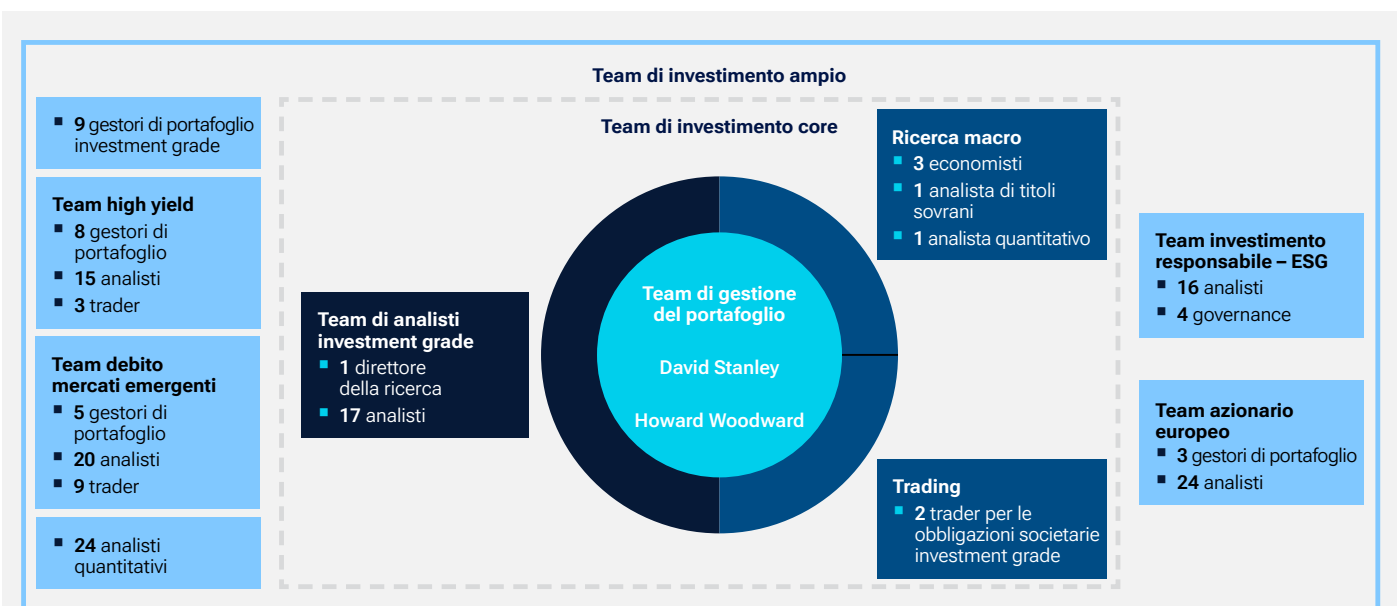 Team di investimento ampio
9 gestori di portafoglio
investment grade
Team high yield
8 gestori di
portafoglio
15 analisti
3 trader
Team debito
mercati emergenti
5 gestori di
portafoglio
20 analisti
9 trader
24 analisti
quantitativi
Team di investimento core
Team di analisti
investment grade
1 direttore
della ricerca
17 analisti
Team di gestione
del portafoglio
David Stanley
Howard Woodward
Ricerca macro
3 economisti
1 analista di titoli
sovrani
1 analista quantitativo
Trading
2 trader per le
obbligazioni societarie
investment grade
Team investimento
responsabile – ESG
16 analisti
4 governance
Team azionario
europeo
3 gestori di portafoglio
24 analisti